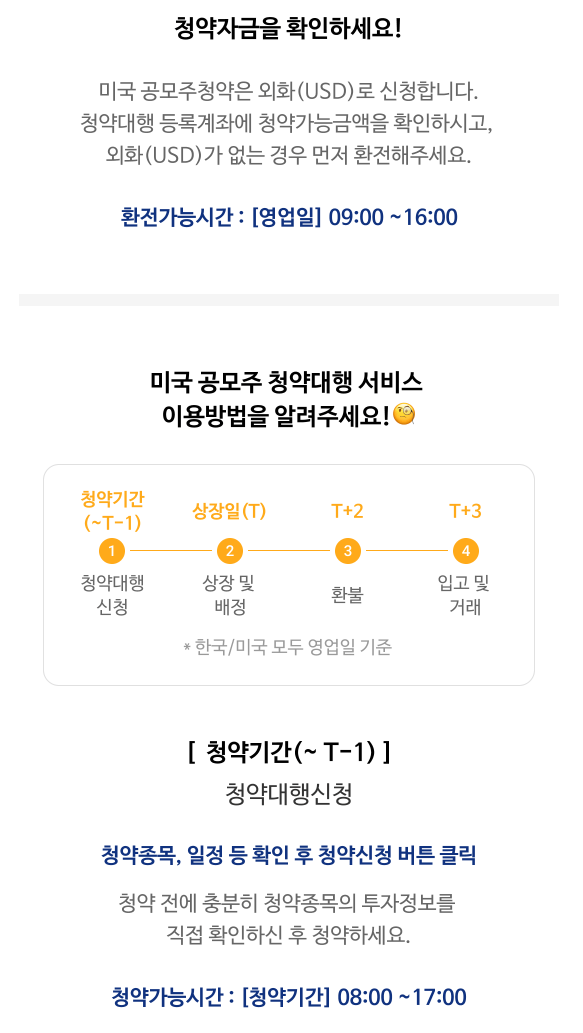 청약자금을 확인하세요!
미국 공모주청약은 외화(USD)로 신청합니다.
청약대행 등록계좌에 청약가능금액을 확인하시고,
외화(USD)가 없는 경우 먼저 환전해주세요.
환전가능시간 : [영업일] 09:00 ~16:00
미국 공모주 청약대행 서비스
이용방법을 알려주세요!🧐
청약기간
(~T-1)
상장일(T)
T+2
T+3
1
2
3
4
청약대행
신청
상장 및
배정
환불
입고 및
거래
* 한국/미국 모두 영업일 기준
[ 청약기간(~ T-1) ]
청약대행신청
청약종목, 일정 등 확인 후 청약신청 버튼 클릭
청약 전에 충분히 청약종목의 투자정보를
직접 확인하신 후 청약하세요.
청약가능시간 : [청약기간] 08:00 ~17:00